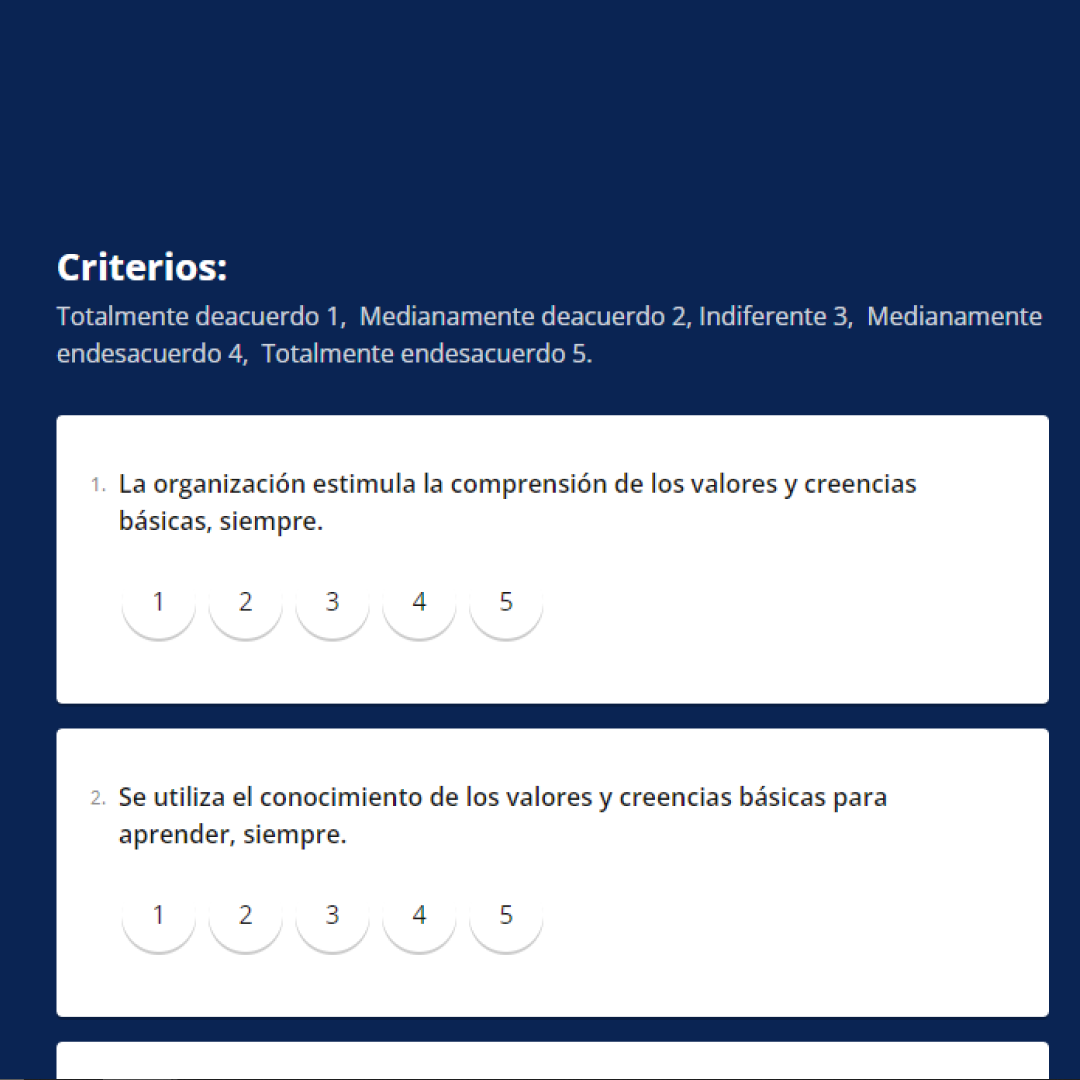 Criterios:
Totalmente deacuerdo 1,  Medianamente deacuerdo 2, Indiferente 3,  Medianamente
endesacuerdo 4,  Totalmente endesacuerdo 5.
1. La organización estimula la comprensión de los valores y creencias
básicas, siempre.
1 2 3 4 5
2. Se utiliza el conocimiento de los valores y creencias básicas para
aprender, siempre.
1 2 3 4 5